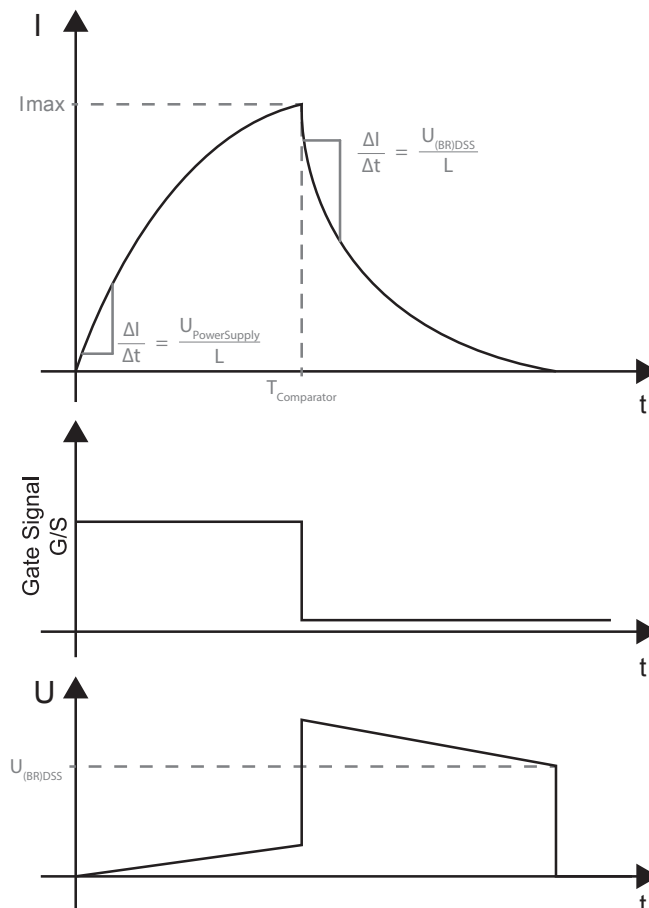 I
Imax
ΔI/Δt = U(BR)DSS/L
ΔI/Δt = UPowerSupply/L
TComparator
t
Gate Signal
G/S
t
U
U(BR)DSS
t